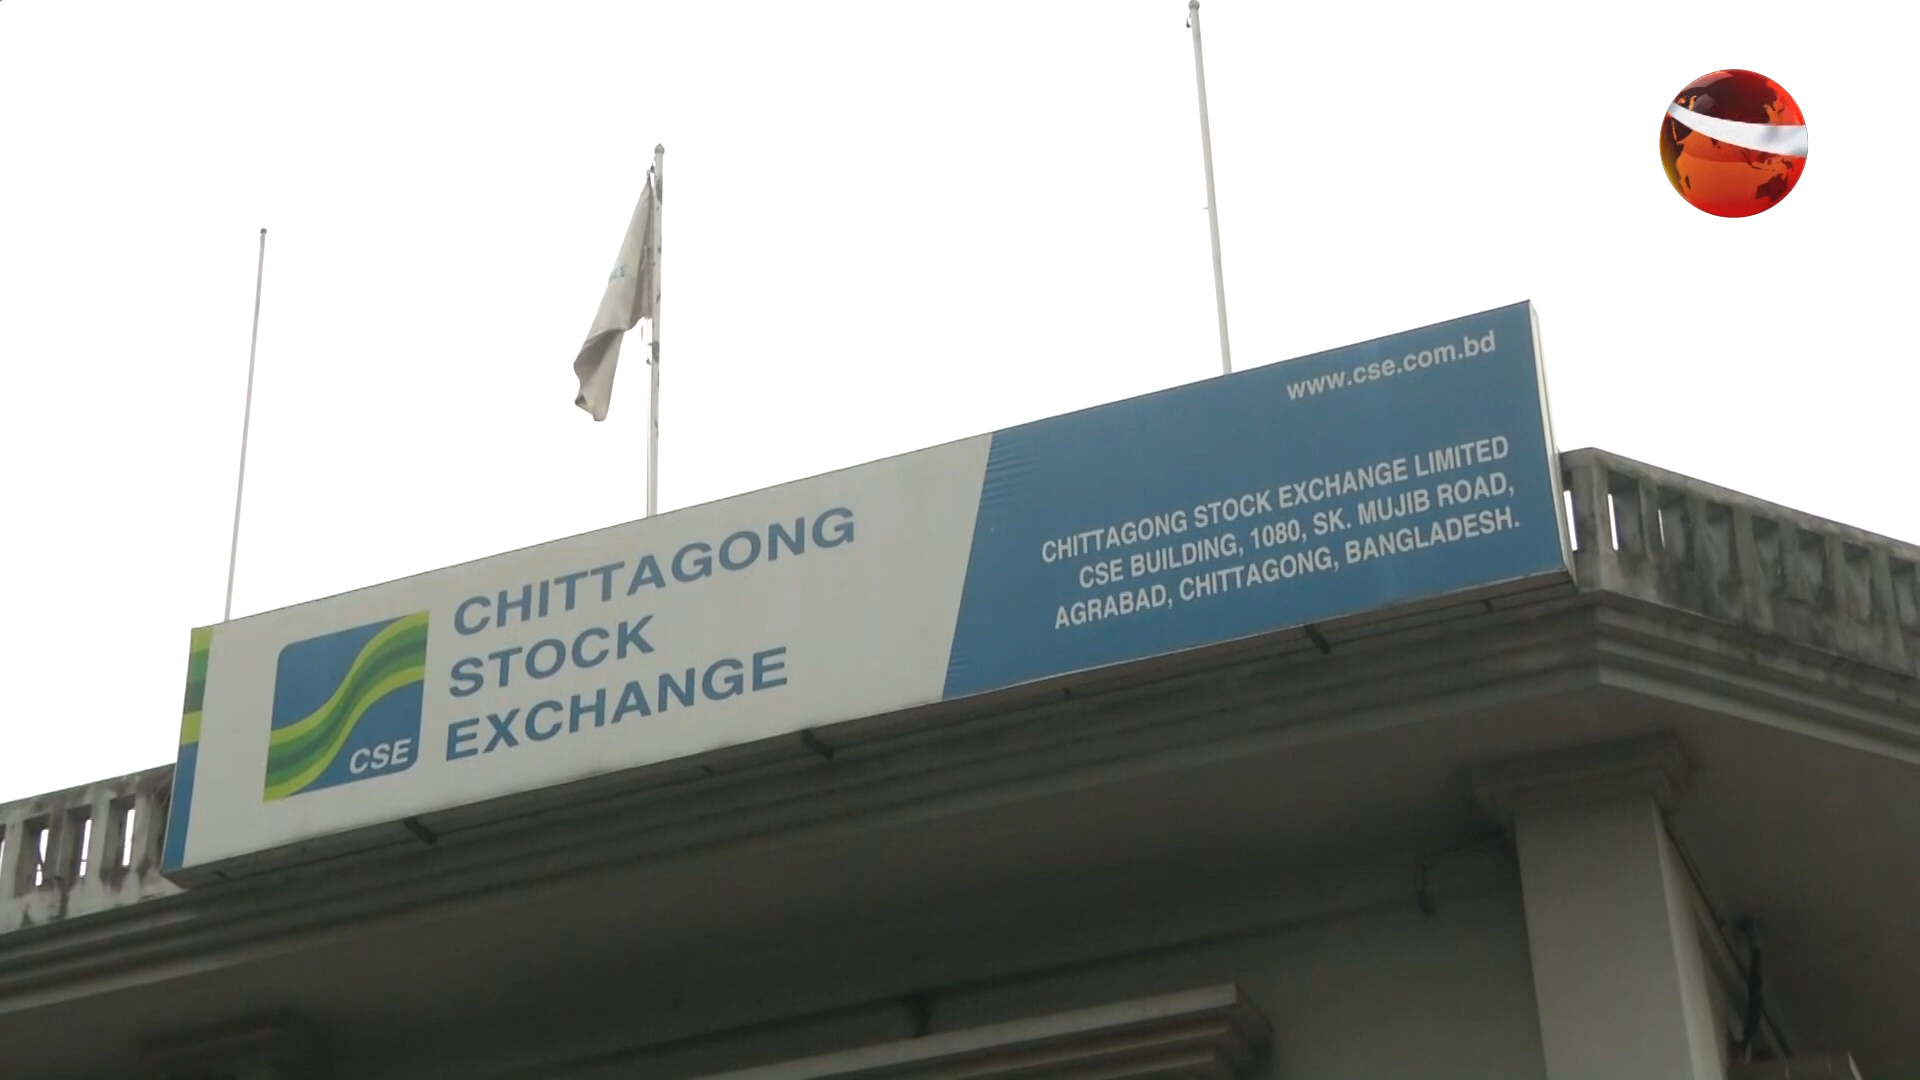 CHITTAGONG
STOCK
EXCHANGE
CSE
www.cse.com.bd
CHITTAGONG STOCK EXCHANGE LIMITED
CSE BUILDING, 1080, SK. MUJIB ROAD,
AGRABAD, CHITTAGONG, BANGLADESH.